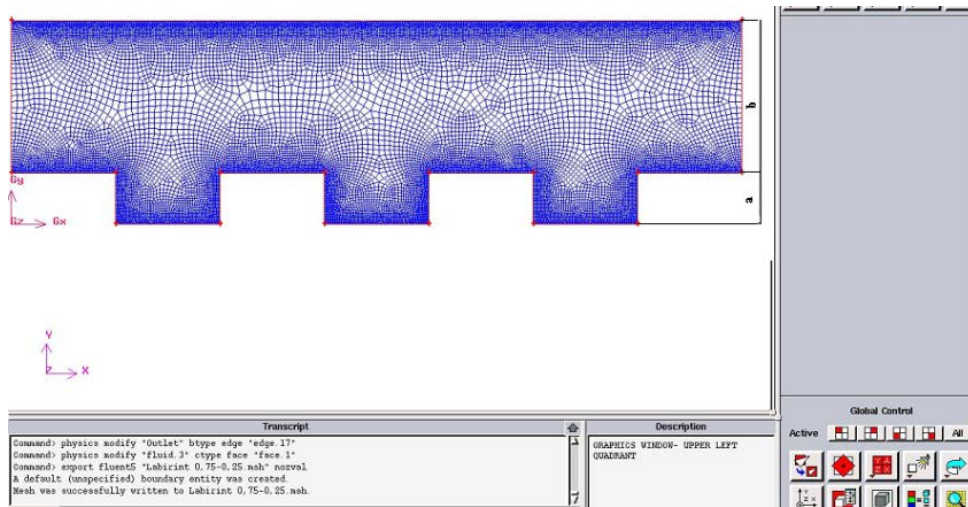 b
Gy
Gz
Gx
a
Y
Z
X
Global Control
Transcript
Description
Active
All
Command> physics modify "Outlet" btype edge "edge.17"
Command> physics modify "fluid.3" ctype face "face.1"
Command> export fluent5 "Labirint 0,75-0,25.msh" nozval
A default (unspecified) boundary entity was created.
Mesh was successfully written to Labirint 0,75-0,25.msh.
GRAPHICS WINDOW- UPPER LEFT
QUADRANT